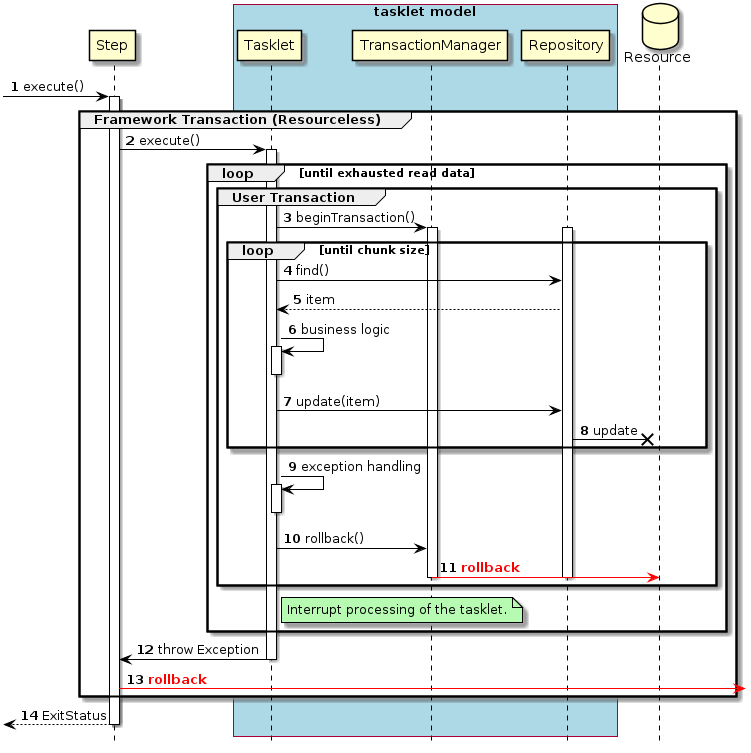 tasklet model
Step
Tasklet
TransactionManager
Repository
Resource
1 execute()
Framework Transaction (Resourceless)
2 execute()
loop [until exhausted read data]
User Transaction
3 beginTransaction()
loop [until chunk size]
4 find()
5 item
6 business logic
7 update(item)
8 update
9 exception handling
10 rollback()
11 rollback
Interrupt processing of the tasklet.
12 throw Exception
13 rollback
14 ExitStatus